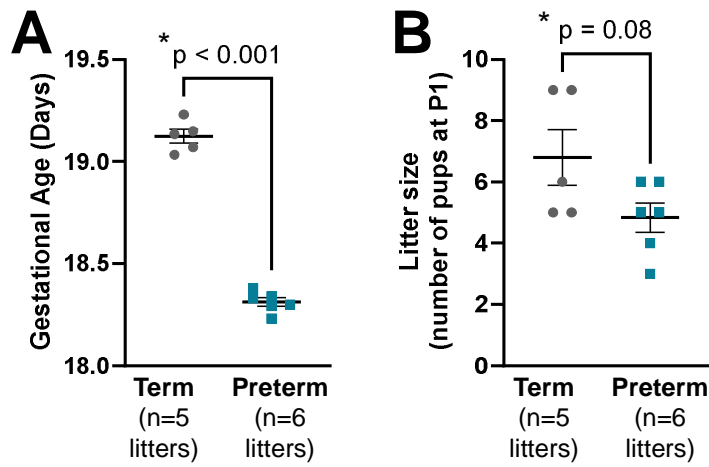 A
* p < 0.001
Gestational Age (Days)
19.5
19.0
18.5
18.0
Term
(n=5
litters)
Preterm
(n=6
litters)
B
* p = 0.08
Litter size
(number of pups at P1)
10
8
6
4
2
0
Term
(n=5
litters)
Preterm
(n=6
litters)